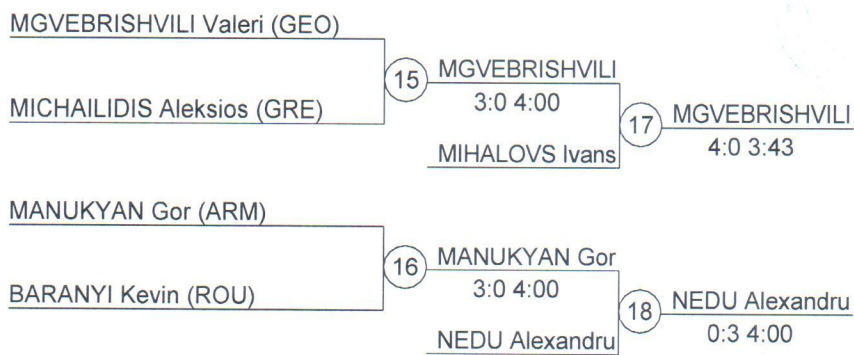 MGVEBRISHVILI Valeri (GEO)
15
MGVEBRISHVILI
3:0 4:00
MICHAILIDIS Aleksios (GRE)
17
MGVEBRISHVILI
4:0 3:43
MIHALOVS Ivans
MANUKYAN Gor (ARM)
16
MANUKYAN Gor
3:0 4:00
BARANYI Kevin (ROU)
18
NEDU Alexandru
0:3 4:00
NEDU Alexandru